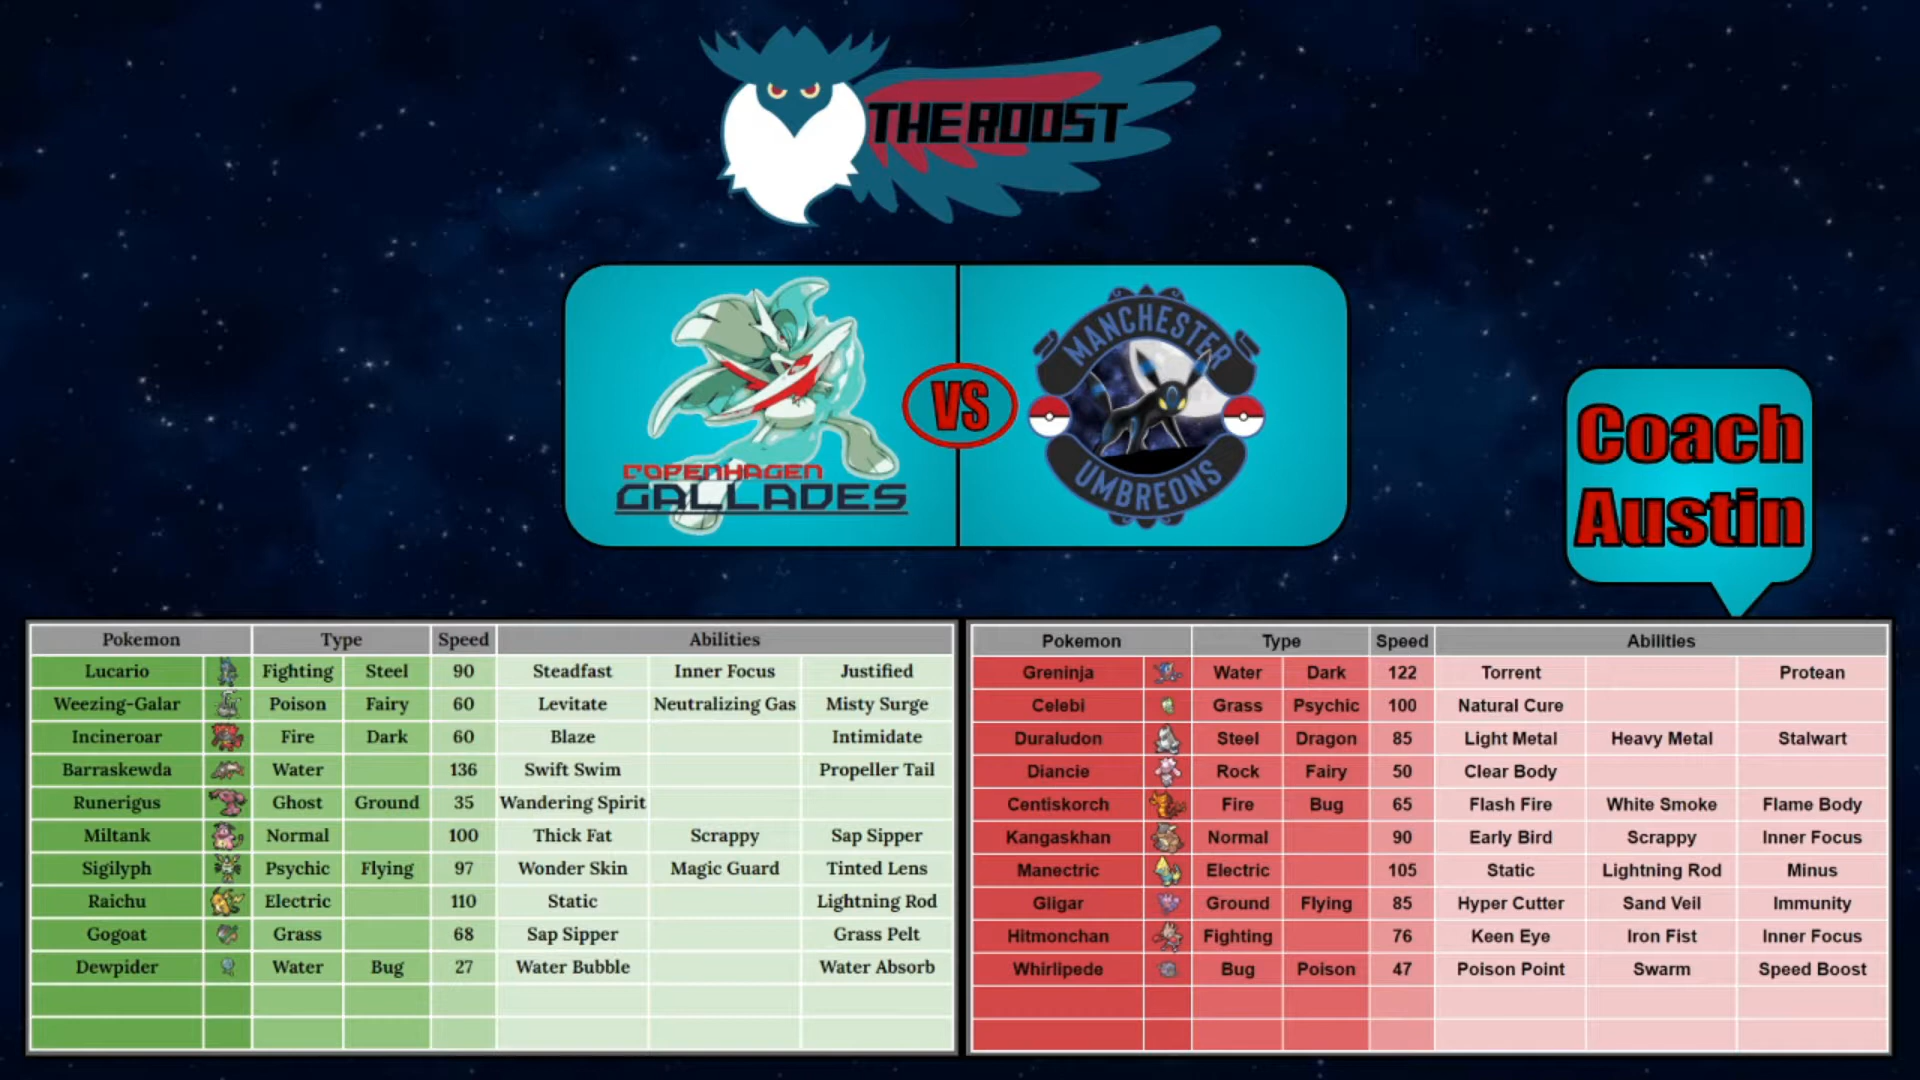 THE ROOST
MANCHESTER
UMBREONS
VS
COPENHAGEN
GALLADES
Coach
Austin
Pokemon Type Speed Abilities
Lucario Fighting Steel 90 Steadfast Inner Focus Justified
Weezing-Galar Poison Fairy 60 Levitate Neutralizing Gas Misty Surge
Incineroar Fire Dark 60 Blaze Intimidate
Barraskewda Water 136 Swift Swim Propeller Tail
Runerigus Ghost Ground 35 Wandering Spirit
Miltank Normal 100 Thick Fat Scrappy Sap Sipper
Sigilyph Psychic Flying 97 Wonder Skin Magic Guard Tinted Lens
Raichu Electric 110 Static Lightning Rod
Gogoat Grass 68 Sap Sipper Grass Pelt
Dewpider Water Bug 27 Water Bubble Water Absorb
Pokemon Type Speed Abilities
Greninja Water Dark 122 Torrent Protean
Celebi Grass Psychic 100 Natural Cure
Duraludon Steel Dragon 85 Light Metal Heavy Metal Stalwart
Diancie Rock Fairy 50 Clear Body
Centiskorch Fire Bug 65 Flash Fire White Smoke Flame Body
Kangaskhan Normal 90 Early Bird Scrappy Inner Focus
Manectric Electric 105 Static Lightning Rod Minus
Gligar Ground Flying 85 Hyper Cutter Sand Veil Immunity
Hitmonchan Fighting 76 Keen Eye Iron Fist Inner Focus
Whirlipede Bug Poison 47 Poison Point Swarm Speed Boost